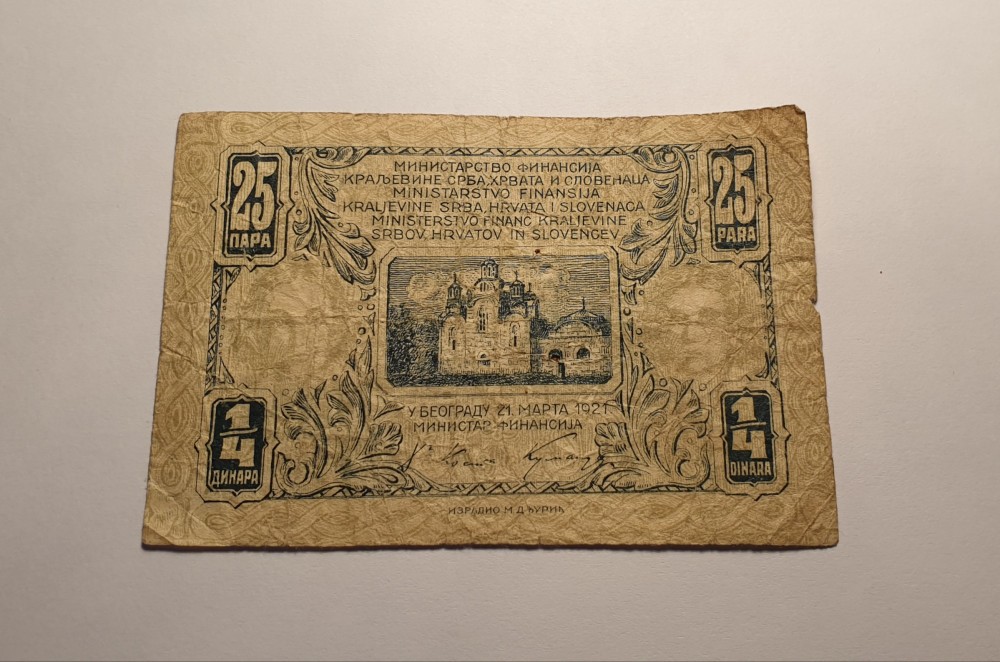 25
ПАРА
МИНИСТАРСТВО ФИНАНСИЈА
КРАЉЕВИНЕ СРБА, ХРВАТА И СЛОВЕНАЦА
MINISTARSTVO FINANSIJA
KRALJEVINE SRBA, HRVATA I SLOVENACA
MINISTERSTVO FINANC KRALJEVINE
SRBOV, HRVATOV IN SLOVENCEV
25
PARA
У БЕОГРАДУ 21. МАРТА 1921
МИНИСТАР ФИНАНСИЈА
1/4
ДИНАРА
1/4
DINARA
ИЗРАДИО М. Д. ЂУРИЋ